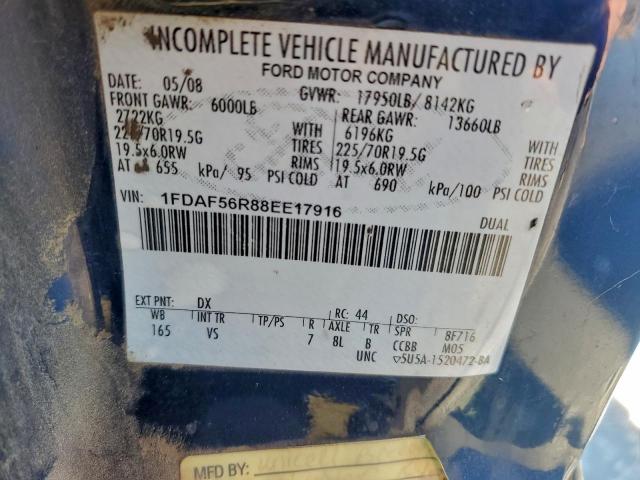 INCOMPLETE VEHICLE MANUFACTURED BY
FORD MOTOR COMPANY
DATE: 05/08 GVWR: 17950LB/ 8142KG
FRONT GAWR: 6000LB REAR GAWR: 13660LB
2722KG WITH 6196KG WITH
225/70R19.5G TIRES 225/70R19.5G TIRES
19.5x6.0RW RIMS 19.5x6.0RW RIMS
AT 655 kPa/ 95 PSI COLD AT 690 kPa/100 PSI COLD
VIN: 1FDAF56R88EE17916
DUAL
EXT PNT: DX RC: 44 DSO:
WB INT TR TP/PS R AXLE TR SPR 8F716
165 VS 7 8L B CCBB M05
UNC ▽5U5A-1520472-BA
MFD BY: